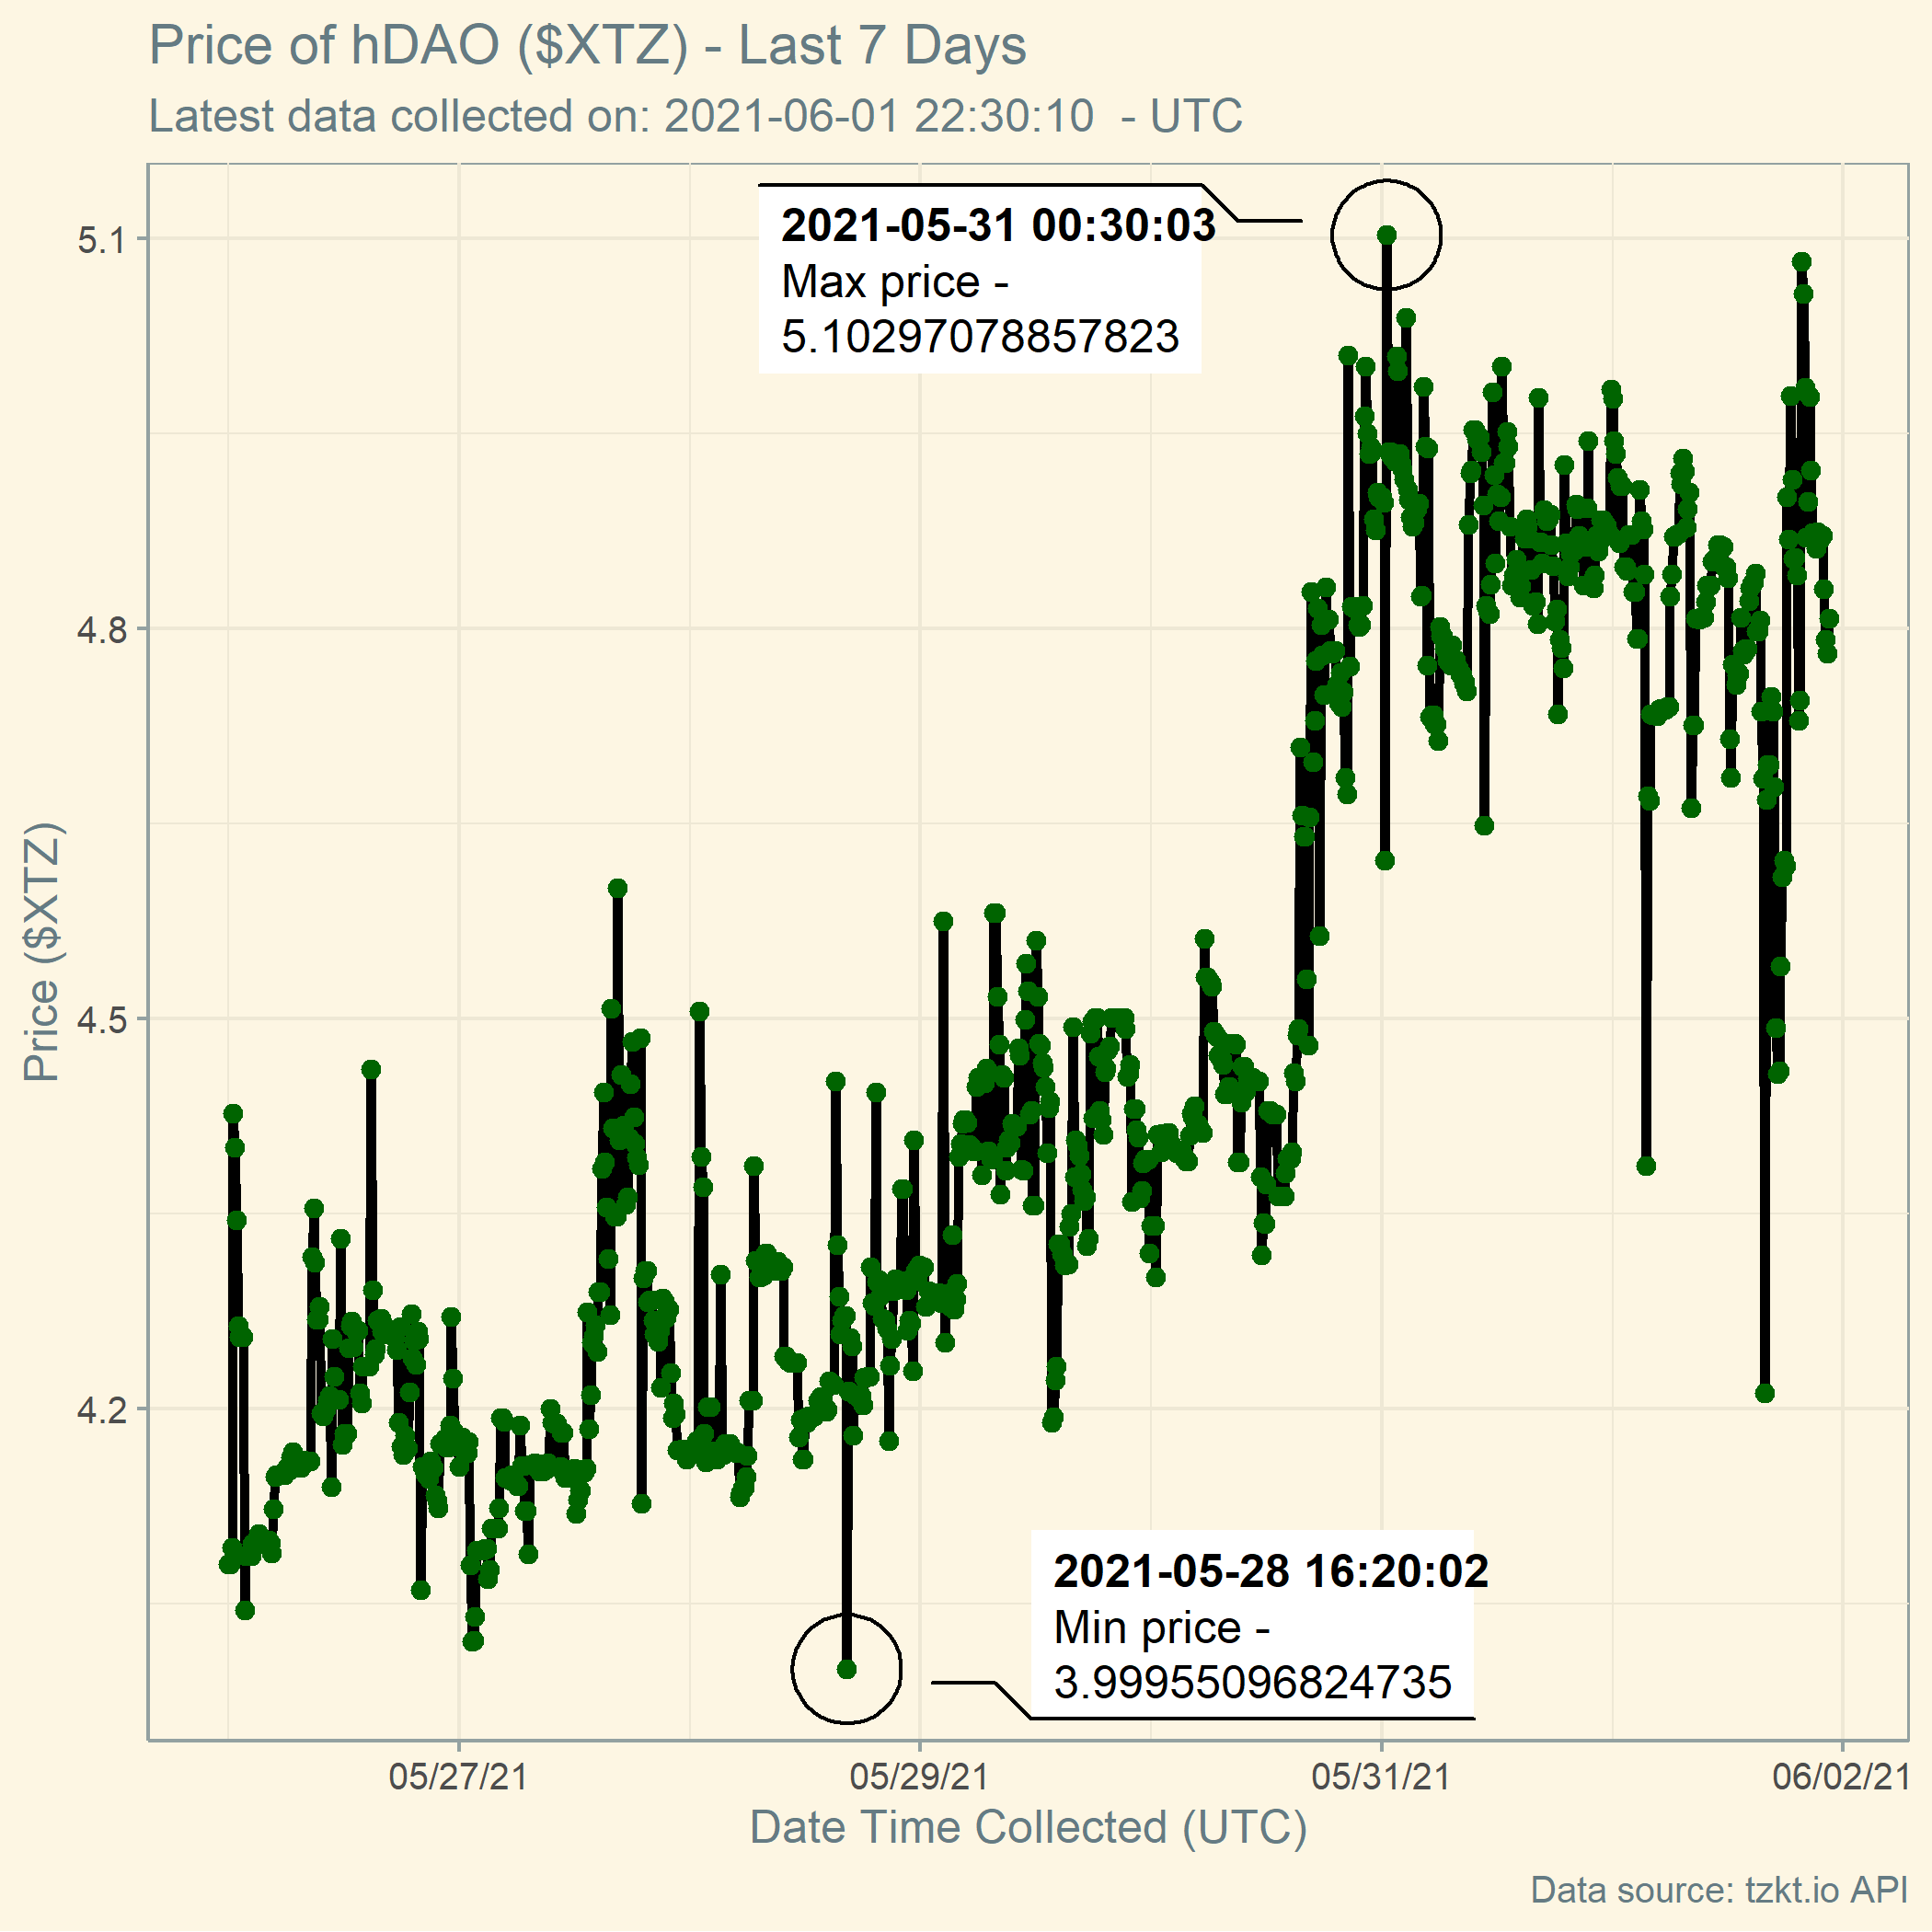 Price of hDAO ($XTZ) - Last 7 Days
Latest data collected on: 2021-06-01 22:30:10  - UTC
2021-05-31 00:30:03
Max price -
5.10297078857823
5.1
4.8
4.5
4.2
Price ($XTZ)
2021-05-28 16:20:02
Min price -
3.99955096824735
05/27/21
05/29/21
05/31/21
06/02/21
Date Time Collected (UTC)
Data source: tzkt.io API